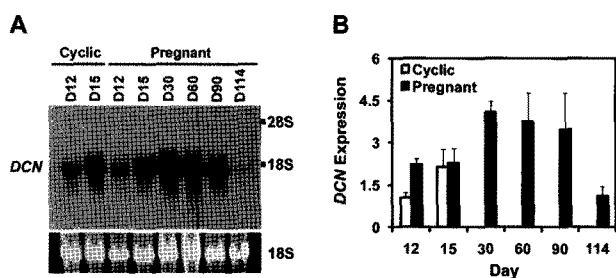 A
Cyclic Pregnant
D12 D15 D12 D15 D30 D60 D90 D114
28S
DCN 18S
18S
B
DCN Expression
6
4.5
3
1.5
0
Cyclic
Pregnant
12 15 30 60 90 114
Day